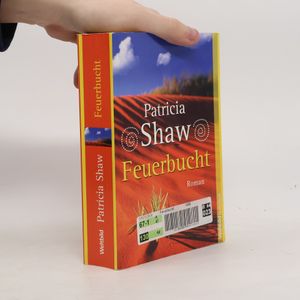 Patricia
Shaw
Feuerbucht
Roman
Weltbild
Patricia Shaw
Feuerbucht